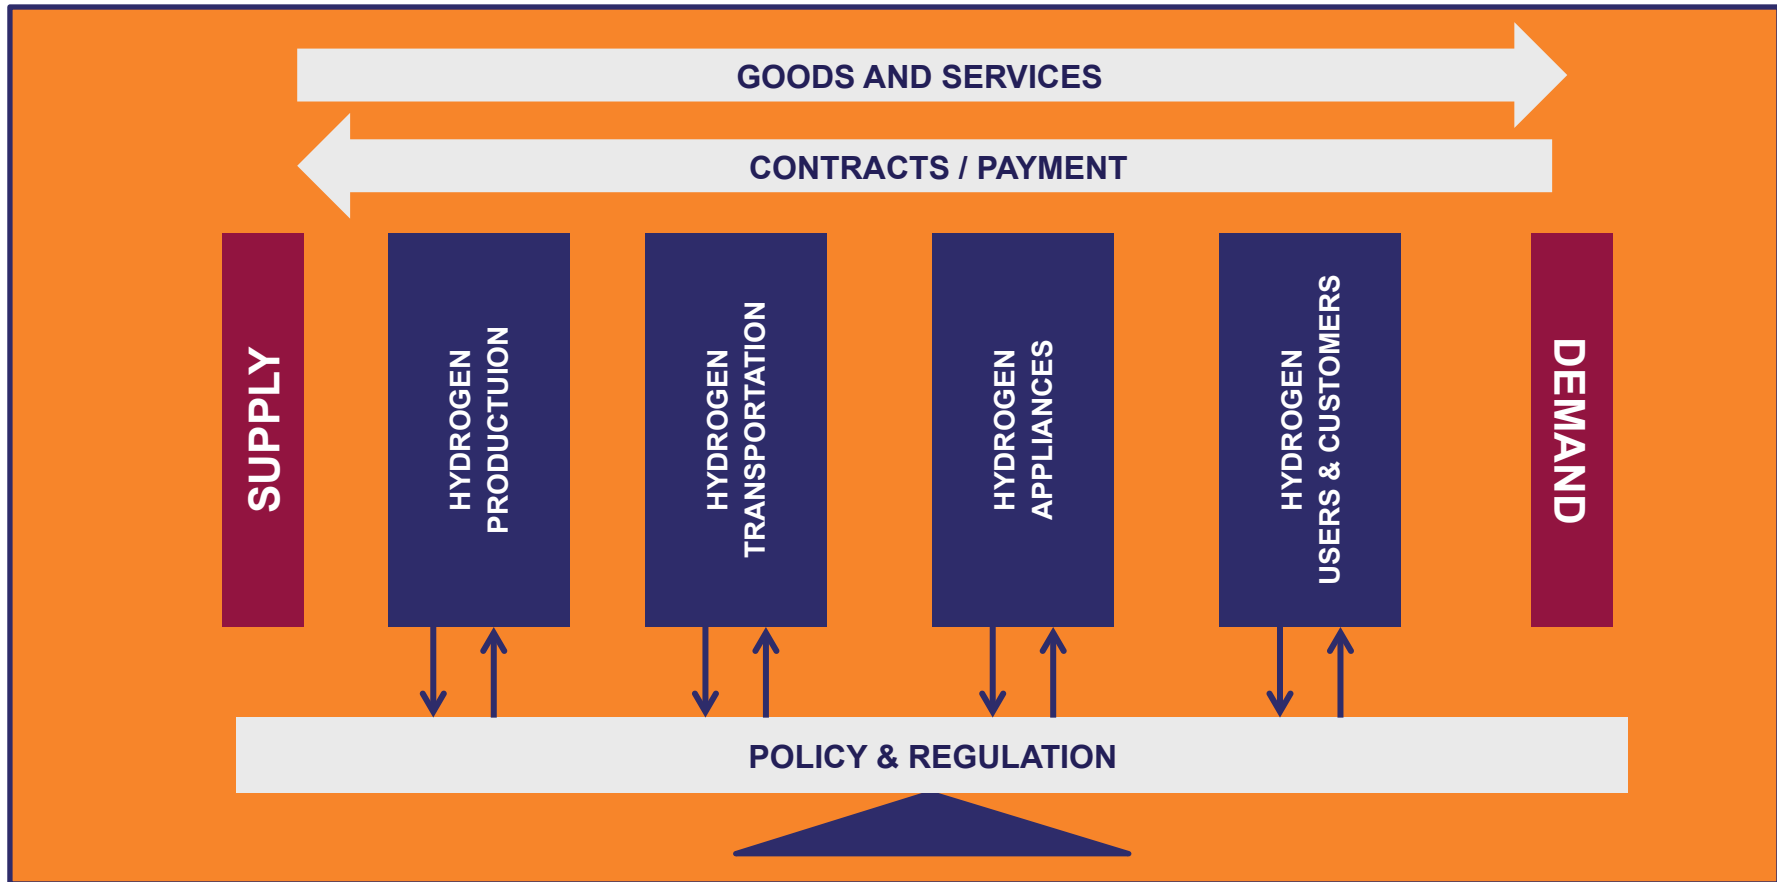 GOODS AND SERVICES
CONTRACTS / PAYMENT
SUPPLY
HYDROGEN
PRODUCTUION
HYDROGEN
TRANSPORTATION
HYDROGEN
APPLIANCES
HYDROGEN
USERS & CUSTOMERS
DEMAND
POLICY & REGULATION